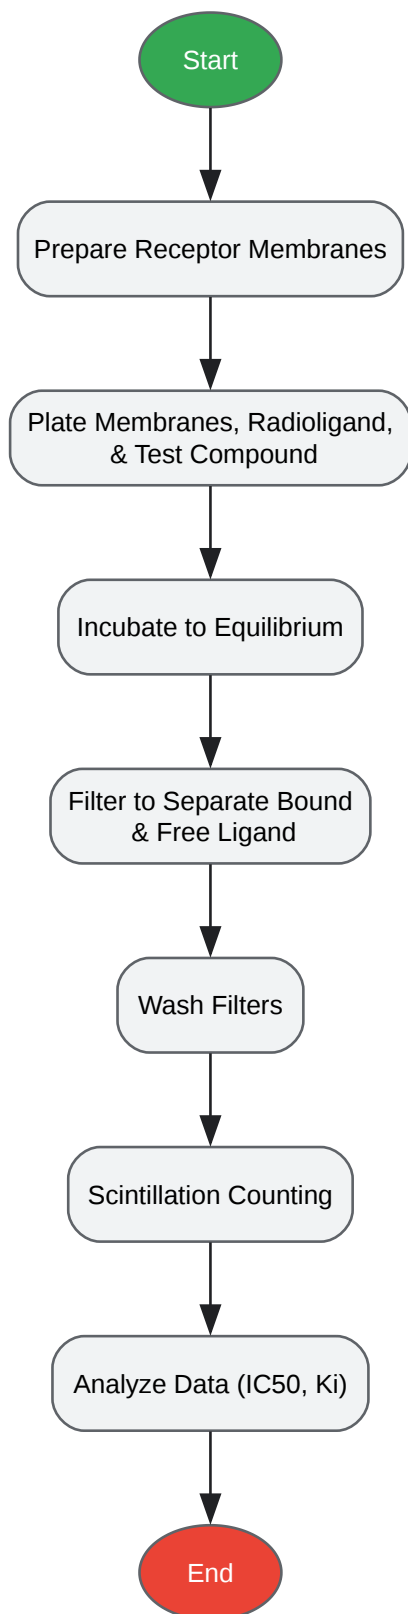 Start
Prepare Receptor Membranes
Plate Membranes, Radioligand,
& Test Compound
Incubate to Equilibrium
Filter to Separate Bound
& Free Ligand
Wash Filters
Scintillation Counting
Analyze Data (IC50, Ki)
End